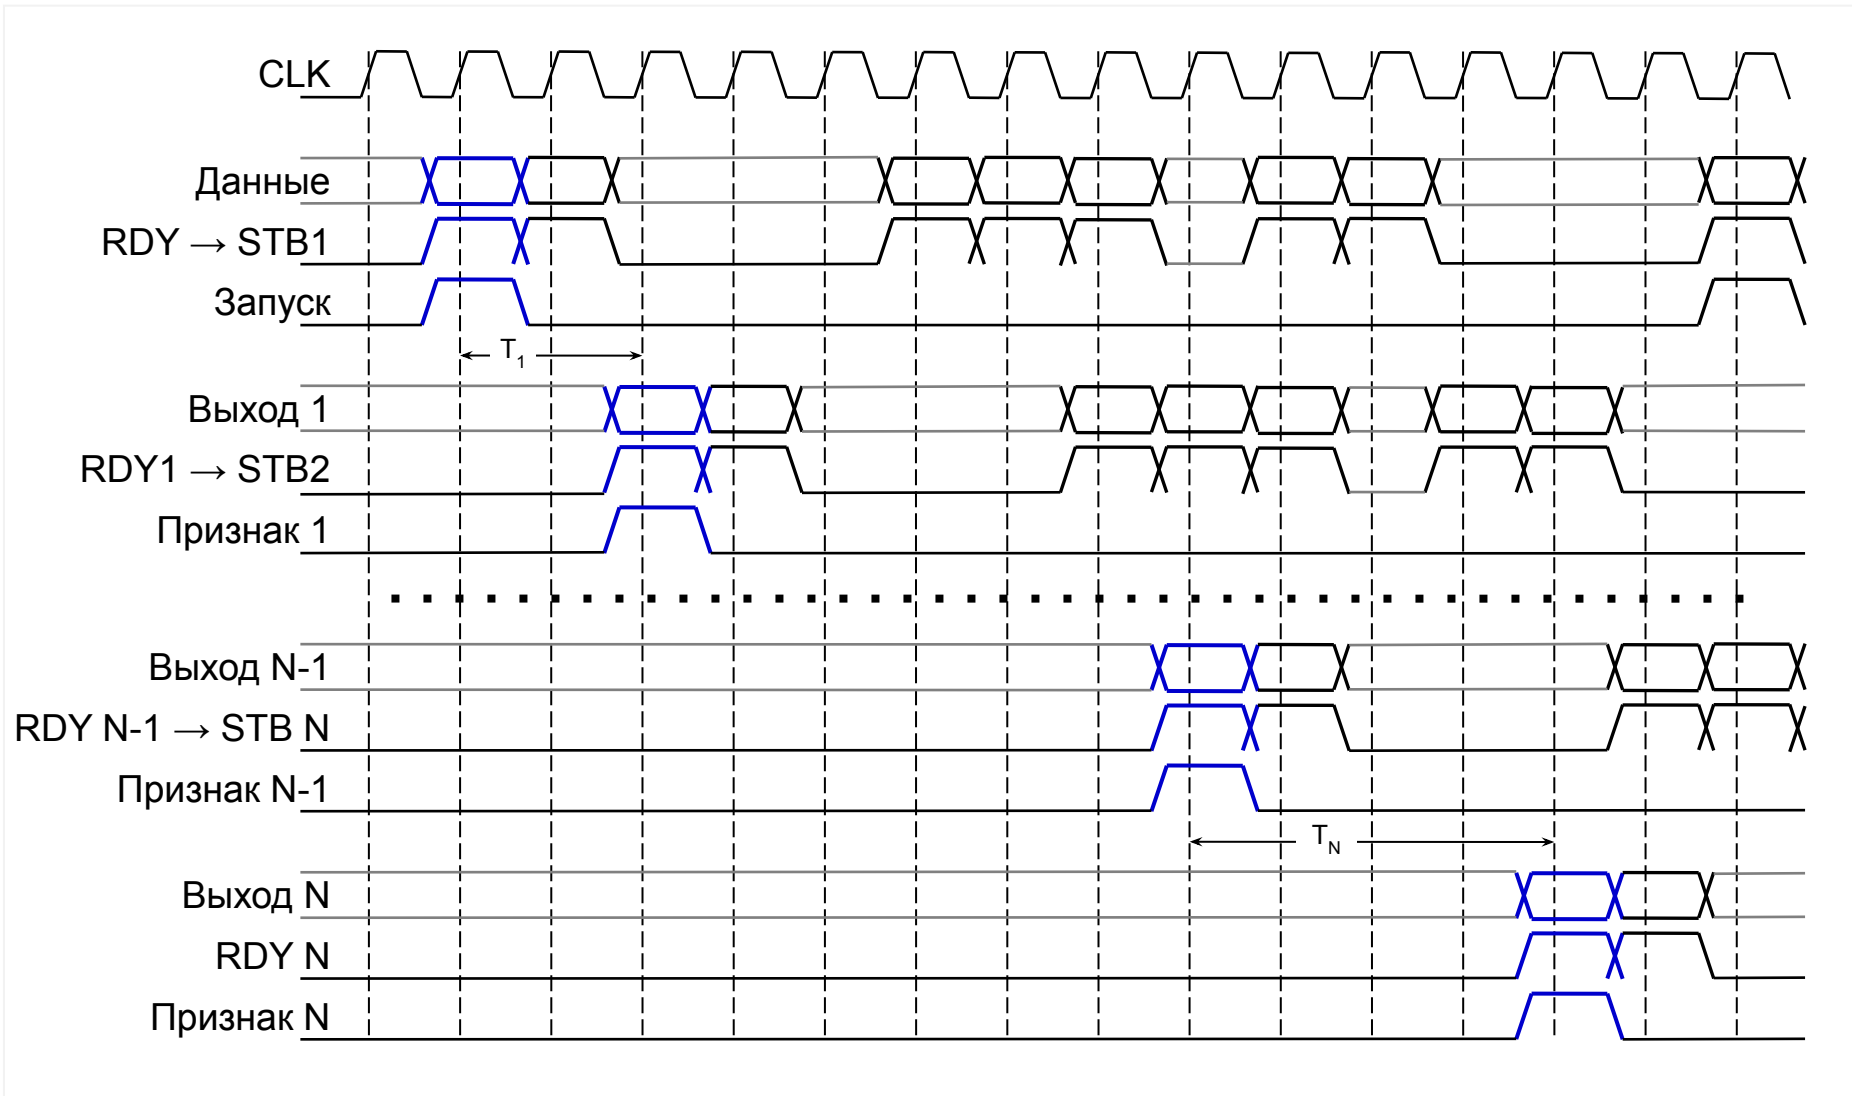 CLK
Данные
RDY → STB1
Запуск
T1
Выход 1
RDY1 → STB2
Признак 1
Выход N-1
RDY N-1 → STB N
Признак N-1
TN
Выход N
RDY N
Признак N